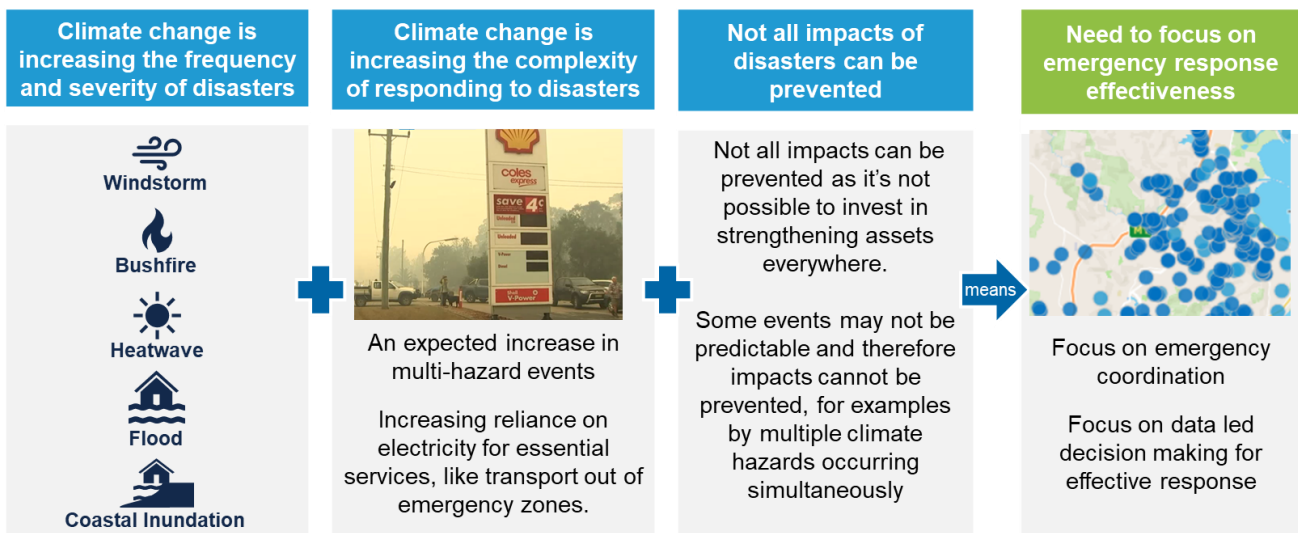 Climate change is
increasing the frequency
and severity of disasters
Windstorm
Bushfire
Heatwave
Flood
Coastal Inundation
Climate change is
increasing the complexity
of responding to disasters
coles
express
save 4c
Unleaded
Unleaded
V-Power
Diesel
Shell
V-Power
An expected increase in
multi-hazard events
Increasing reliance on
electricity for essential
services, like transport out of
emergency zones.
Not all impacts of
disasters can be
prevented
Not all impacts can be
prevented as it's not
possible to invest in
strengthening assets
everywhere.
Some events may not be
predictable and therefore
impacts cannot be
prevented, for examples
by multiple climate
hazards occurring
simultaneously
means
Need to focus on
emergency response
effectiveness
Focus on emergency
coordination
Focus on data led
decision making for
effective response